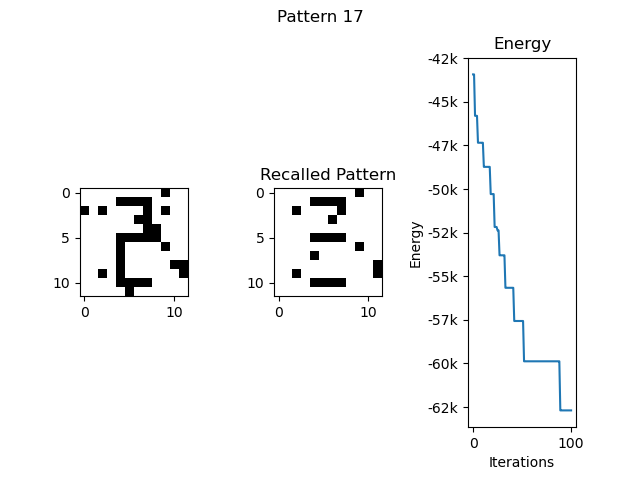 Pattern 17
Energy
Recalled Pattern
-42k
-45k
-47k
-50k
-52k
-55k
-57k
-60k
-62k
Energy
0
5
10
0
10
0
5
10
0
10
0
100
Iterations